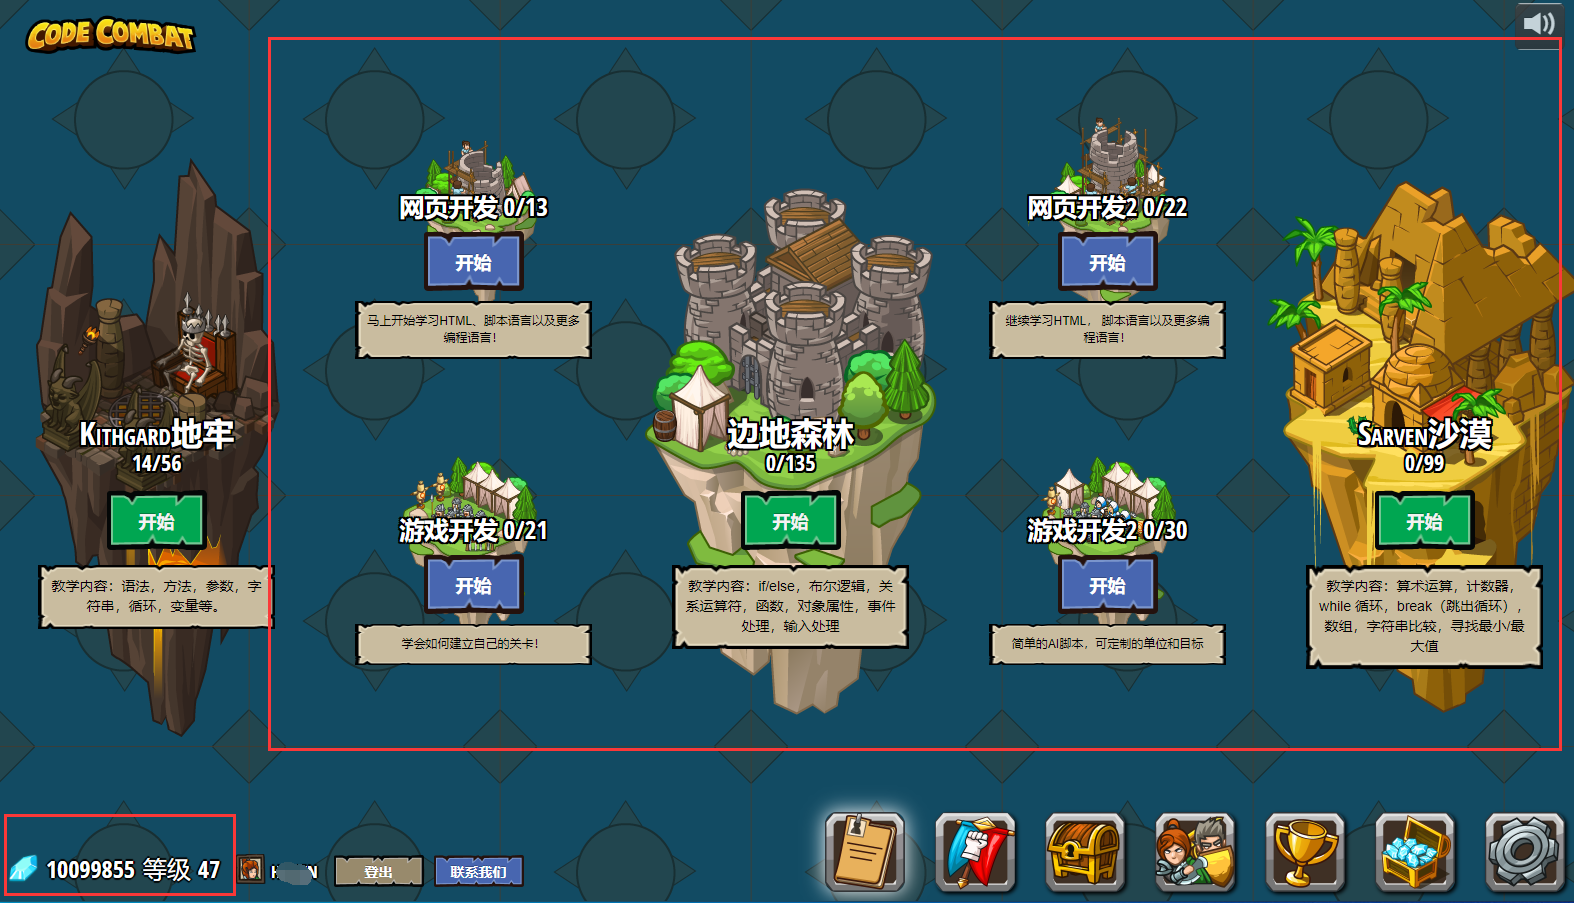 CODE COMBAT
网页开发 0/13
开始
马上开始学习HTML、脚本语言以及更多
编程语言！
网页开发2 0/22
开始
继续学习HTML， 脚本语言以及更多编
程语言！
KITHGARD地牢
14/56
开始
教学内容：语法，方法，参数，字
符串，循环，变量等。
边地森林
0/135
开始
教学内容：if/else，布尔逻辑，关
系运算符，函数，对象属性，事件
处理，输入处理
SARVEN沙漠
0/99
开始
教学内容：算术运算，计数器，
while 循环，break（跳出循环），
数组，字符串比较，寻找最小/最
大值
游戏开发 0/21
开始
学会如何建立自己的关卡！
游戏开发2 0/30
开始
简单的AI脚本，可定制的单位和目标
10099855 等级 47
登出
联系我们